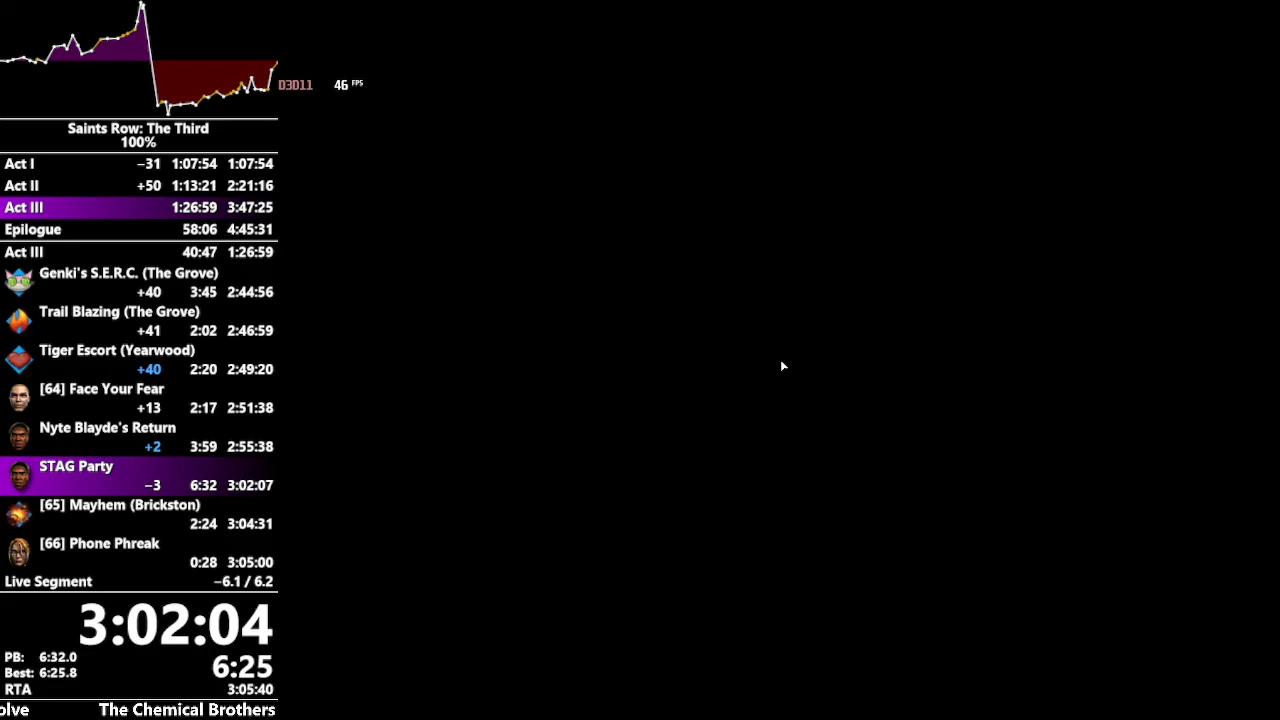 D3D11 46 FPS
Saints Row: The Third
100%
Act I −31 1:07:54 1:07:54
Act II +50 1:13:21 2:21:16
Act III 1:26:59 3:47:25
Epilogue 58:06 4:45:31
Act III 40:47 1:26:59
Genki's S.E.R.C. (The Grove)
+40 3:45 2:44:56
Trail Blazing (The Grove)
+41 2:02 2:46:59
Tiger Escort (Yearwood)
+40 2:20 2:49:20
[64] Face Your Fear
+13 2:17 2:51:38
Nyte Blayde's Return
+2 3:59 2:55:38
STAG Party
−3 6:32 3:02:07
[65] Mayhem (Brickston)
2:24 3:04:31
[66] Phone Phreak
0:28 3:05:00
Live Segment −6.1 / 6.2
3:02:04
PB: 6:32.0
6:25
Best: 6:25.8
RTA 3:05:40
olve The Chemical Brothers